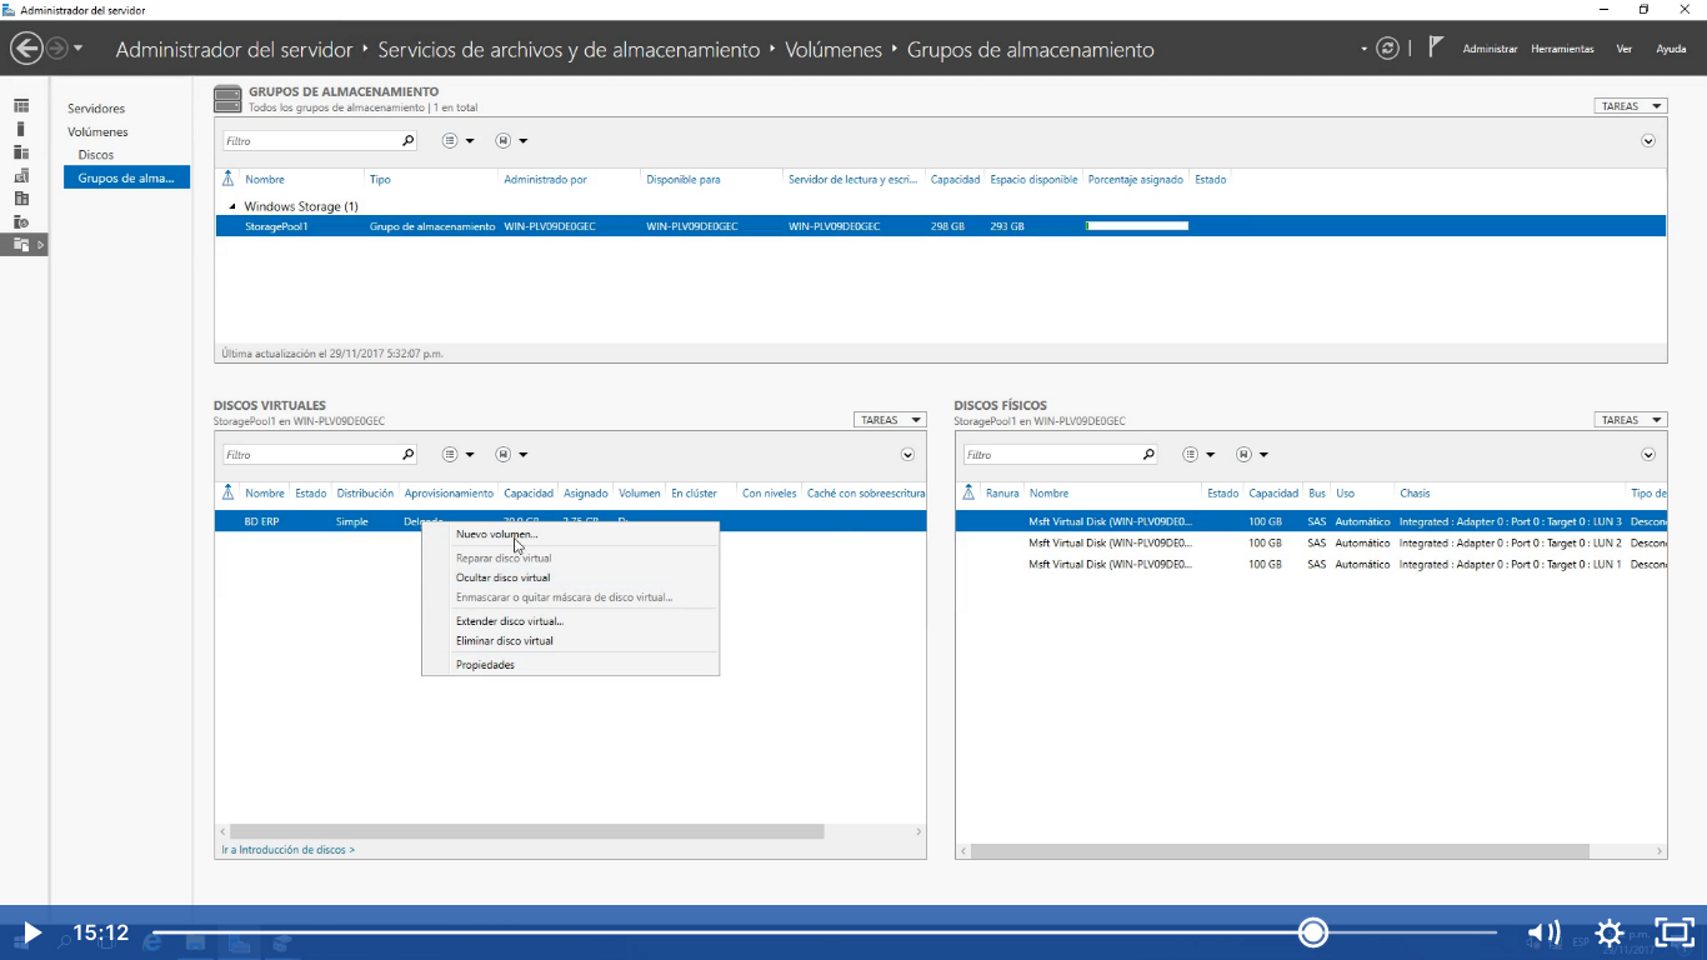 Administrador del servidor
Administrador del servidor • Servicios de archivos y de almacenamiento • Volúmenes • Grupos de almacenamiento
Administrar Herramientas Ver Ayuda
Servidores
Volúmenes
Discos
Grupos de alma...
GRUPOS DE ALMACENAMIENTO
Todos los grupos de almacenamiento | 1 en total
TAREAS
Filtro
Nombre Tipo Administrado por Disponible para Servidor de lectura y escri... Capacidad Espacio disponible Porcentaje asignado Estado
Windows Storage (1)
StoragePool1 Grupo de almacenamiento WIN-PLV09DE0GEC WIN-PLV09DE0GEC WIN-PLV09DE0GEC 298 GB 293 GB
Última actualización el 29/11/2017 5:32:07 p.m.
DISCOS VIRTUALES
StoragePool1 en WIN-PLV09DE0GEC
TAREAS
Filtro
Nombre Estado Distribución Aprovisionamiento Capacidad Asignado Volumen En clúster Con niveles Caché con sobreescritura
BD ERP Simple
Nuevo volumen...
Reparar disco virtual
Ocultar disco virtual
Enmascarar o quitar máscara de disco virtual...
Extender disco virtual...
Eliminar disco virtual
Propiedades
Ir a Introducción de discos >
DISCOS FÍSICOS
StoragePool1 en WIN-PLV09DE0GEC
TAREAS
Filtro
Ranura Nombre Estado Capacidad Bus Uso Chasis Tipo de
Msft Virtual Disk (WIN-PLV09DE0... 100 GB SAS Automático Integrated : Adapter 0 : Port 0 : Target 0 : LUN 3 Descon
Msft Virtual Disk (WIN-PLV09DE0... 100 GB SAS Automático Integrated : Adapter 0 : Port 0 : Target 0 : LUN 2 Descon
Msft Virtual Disk (WIN-PLV09DE0... 100 GB SAS Automático Integrated : Adapter 0 : Port 0 : Target 0 : LUN 1 Descon
15:12
ESP